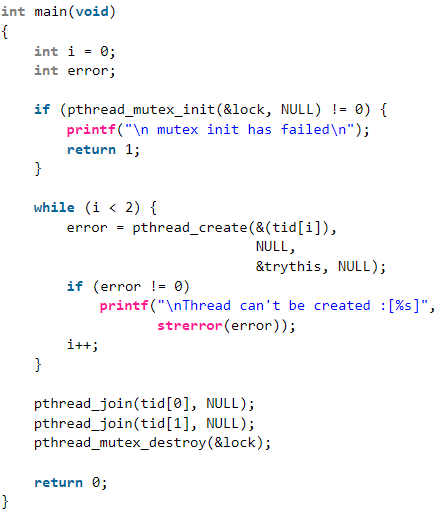 int main(void)
{
    int i = 0;
    int error;

    if (pthread_mutex_init(&lock, NULL) != 0) {
        printf("\n mutex init has failed\n");
        return 1;
    }

    while (i < 2) {
        error = pthread_create(&(tid[i]),
                               NULL,
                               &trythis, NULL);
        if (error != 0)
            printf("\nThread can't be created :[%s]",
                   strerror(error));
        i++;
    }

    pthread_join(tid[0], NULL);
    pthread_join(tid[1], NULL);
    pthread_mutex_destroy(&lock);

    return 0;
}